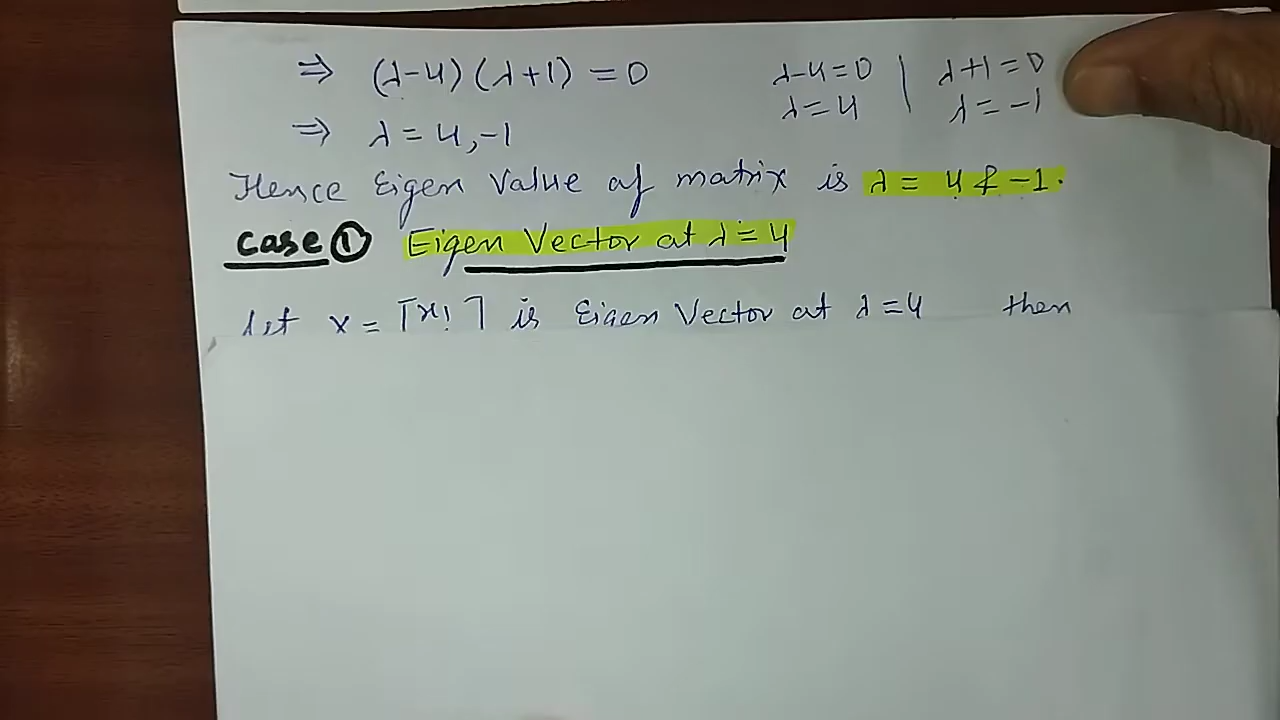 ⇒ (λ-4)(λ+1) = 0 λ-4=0 | λ+1=0
⇒ λ = 4,-1 λ=4 | λ=-1
Hence Eigen Value of matrix is λ = 4 & -1.
Case ① Eigen Vector at λ=4
Let x = [x1] is Eigen Vector at λ=4 then